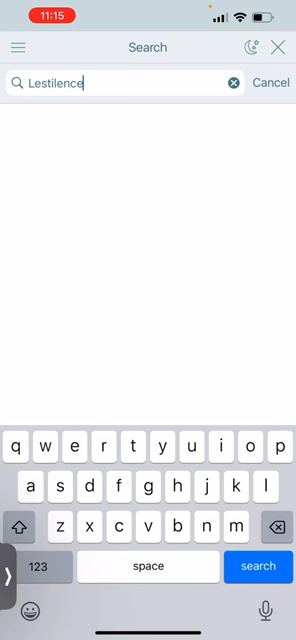 11:15
Search
Lestilence
Cancel
q w e r t y u i o p
a s d f g h j k l
z x c v b n m
123 space search